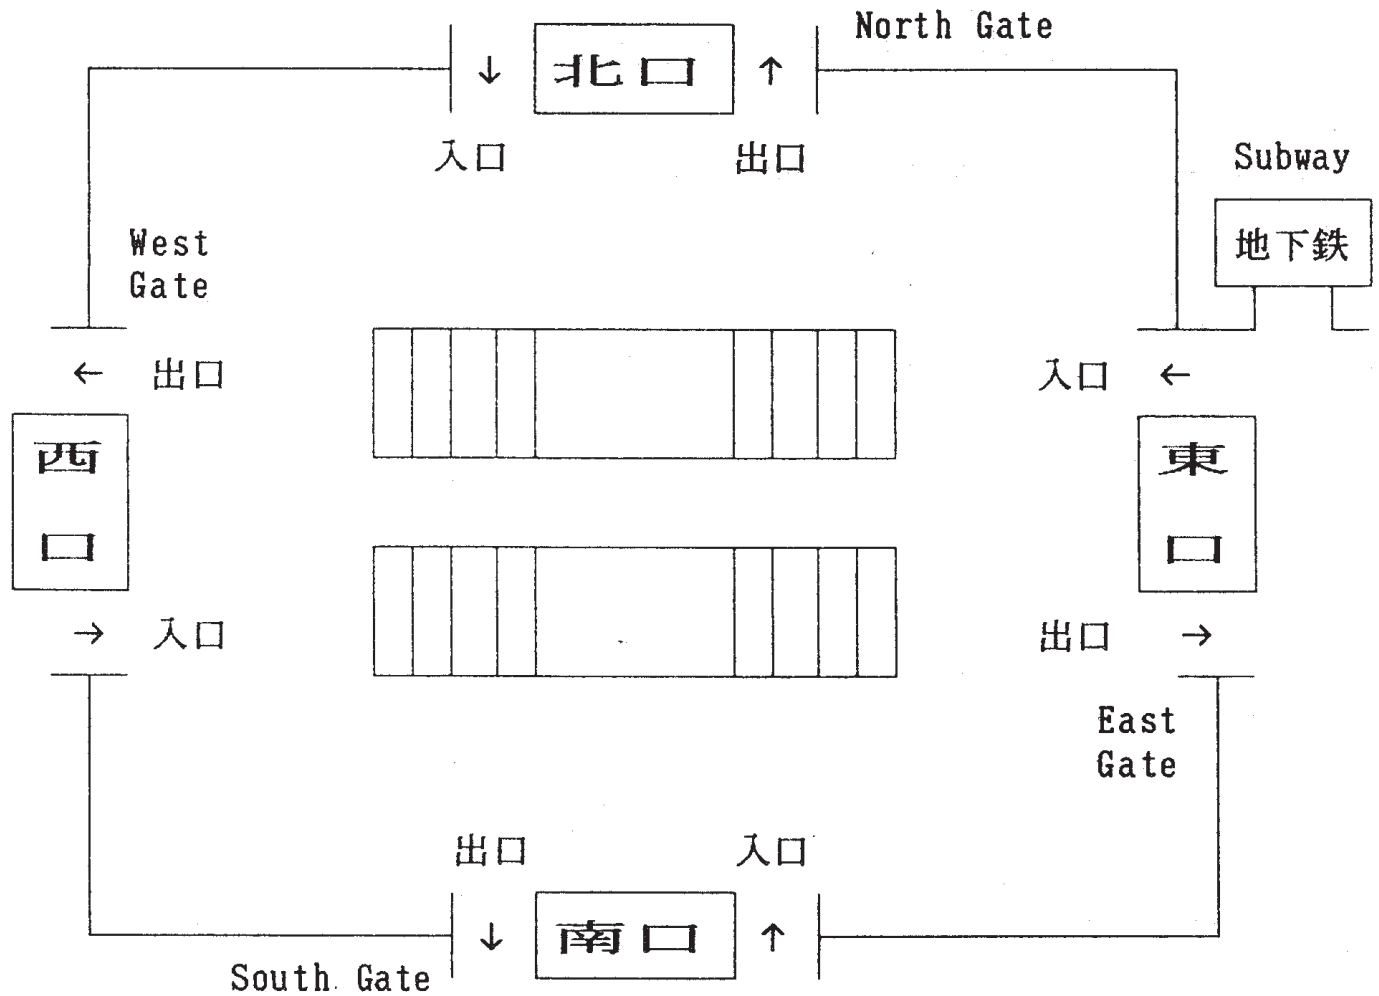 North Gate
↓ 北口 ↑
入口 出口
Subway
地下鉄
West
Gate
← 出口
入口 ←
西口
東口
→ 入口
出口 →
East
Gate
出口 入口
↓ 南口 ↑
South Gate